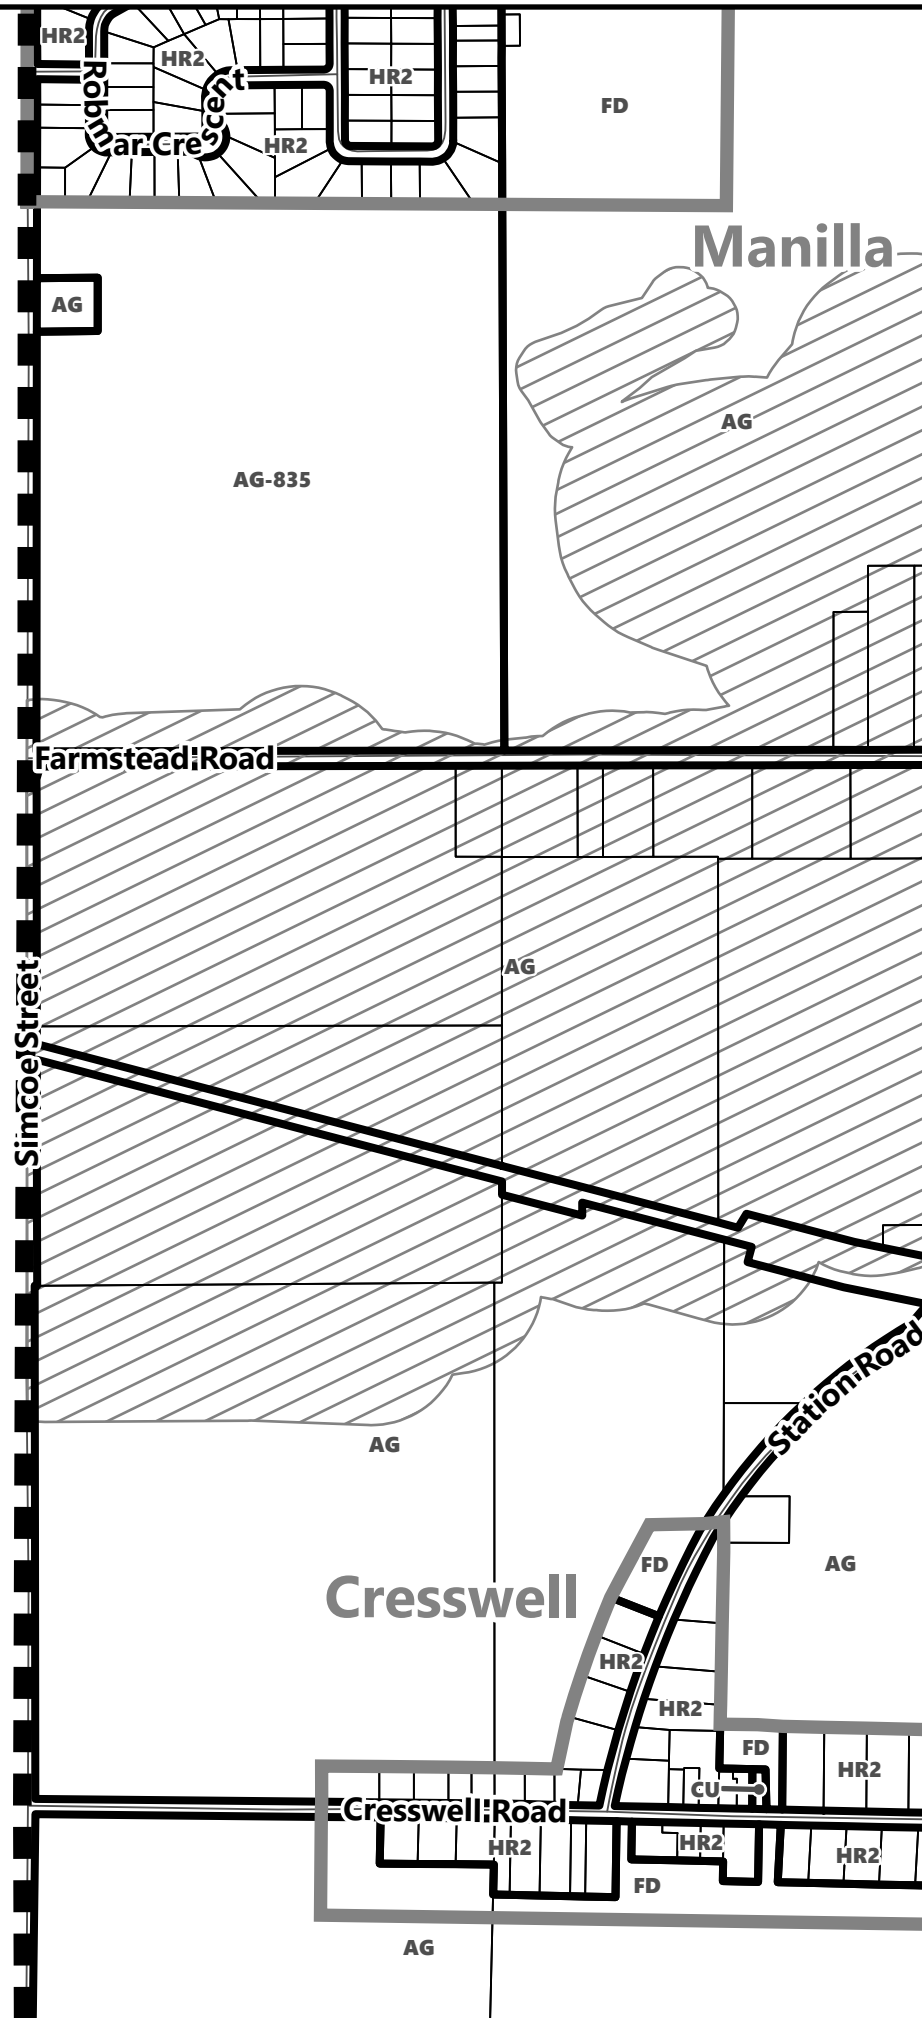 HR2
HR2
HR2
FD
Robmar Crescent
HR2
Manilla
AG
AG
AG-835
Farmstead Road
AG
Simcoe Street
Station Road
AG
FD
AG
Cresswell
HR2
HR2
FD
HR2
CU
Cresswell Road
HR2
HR2
HR2
FD
AG